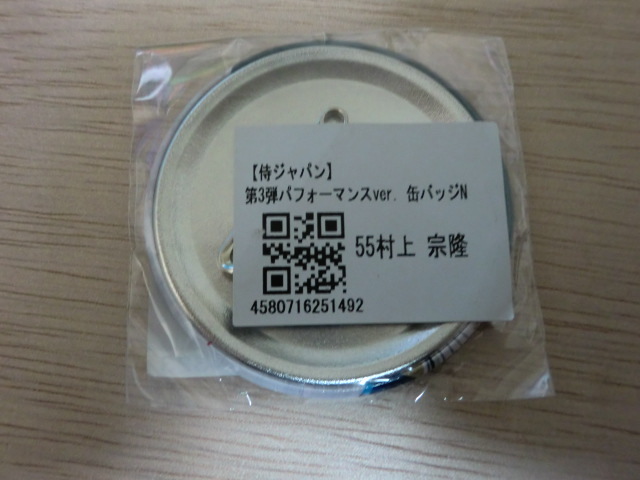 【侍ジャパン】
第3弾パフォーマンスver. 缶バッジN
55村上 宗隆
4580716251492